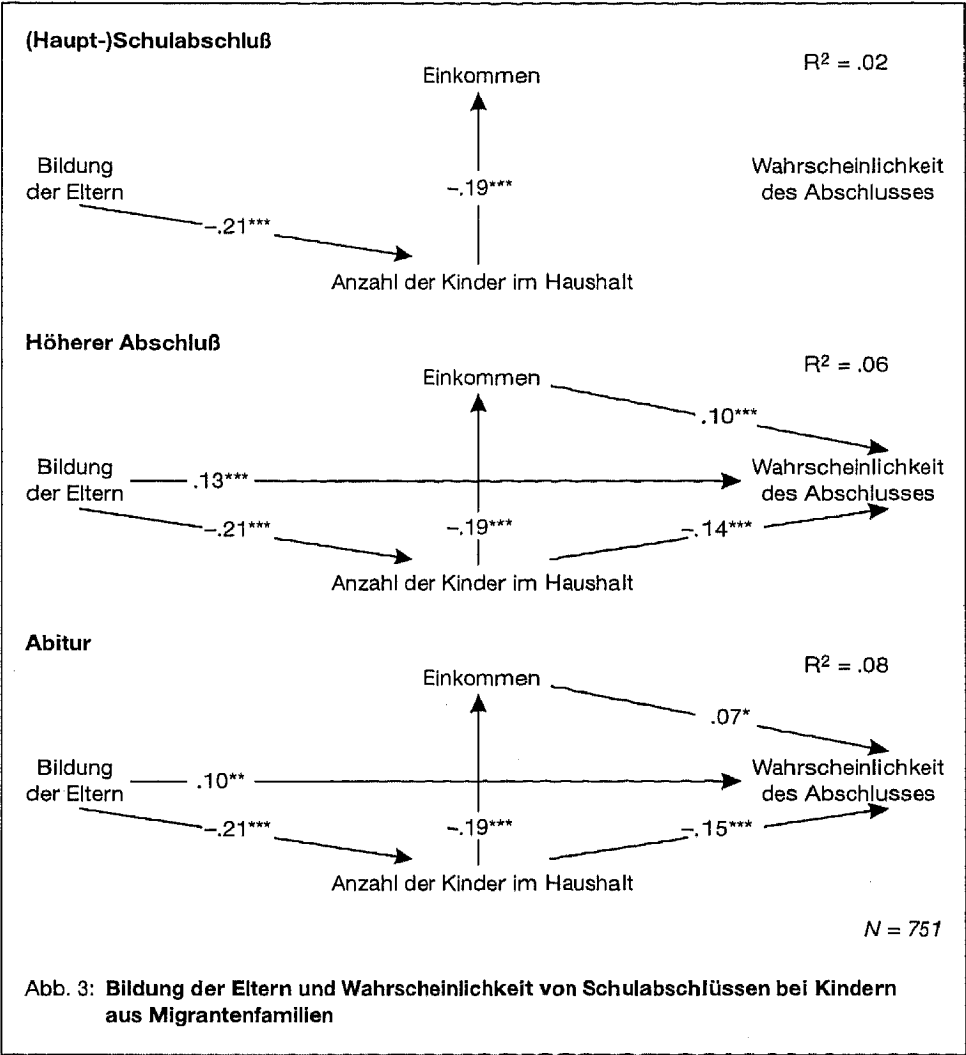 (Haupt-)Schulabschluß
R² = .02
Einkommen
Bildung
der Eltern
Wahrscheinlichkeit
des Abschlusses
–.19***
–.21***
Anzahl der Kinder im Haushalt
Höherer Abschluß
R² = .06
Einkommen
.10***
Bildung
der Eltern
.13***
Wahrscheinlichkeit
des Abschlusses
–.21***
–.19***
–.14***
Anzahl der Kinder im Haushalt
Abitur
R² = .08
Einkommen
.07*
Bildung
der Eltern
.10**
Wahrscheinlichkeit
des Abschlusses
–.21***
–.19***
–.15***
Anzahl der Kinder im Haushalt
N = 751
Abb. 3: Bildung der Eltern und Wahrscheinlichkeit von Schulabschlüssen bei Kindern
aus Migrantenfamilien